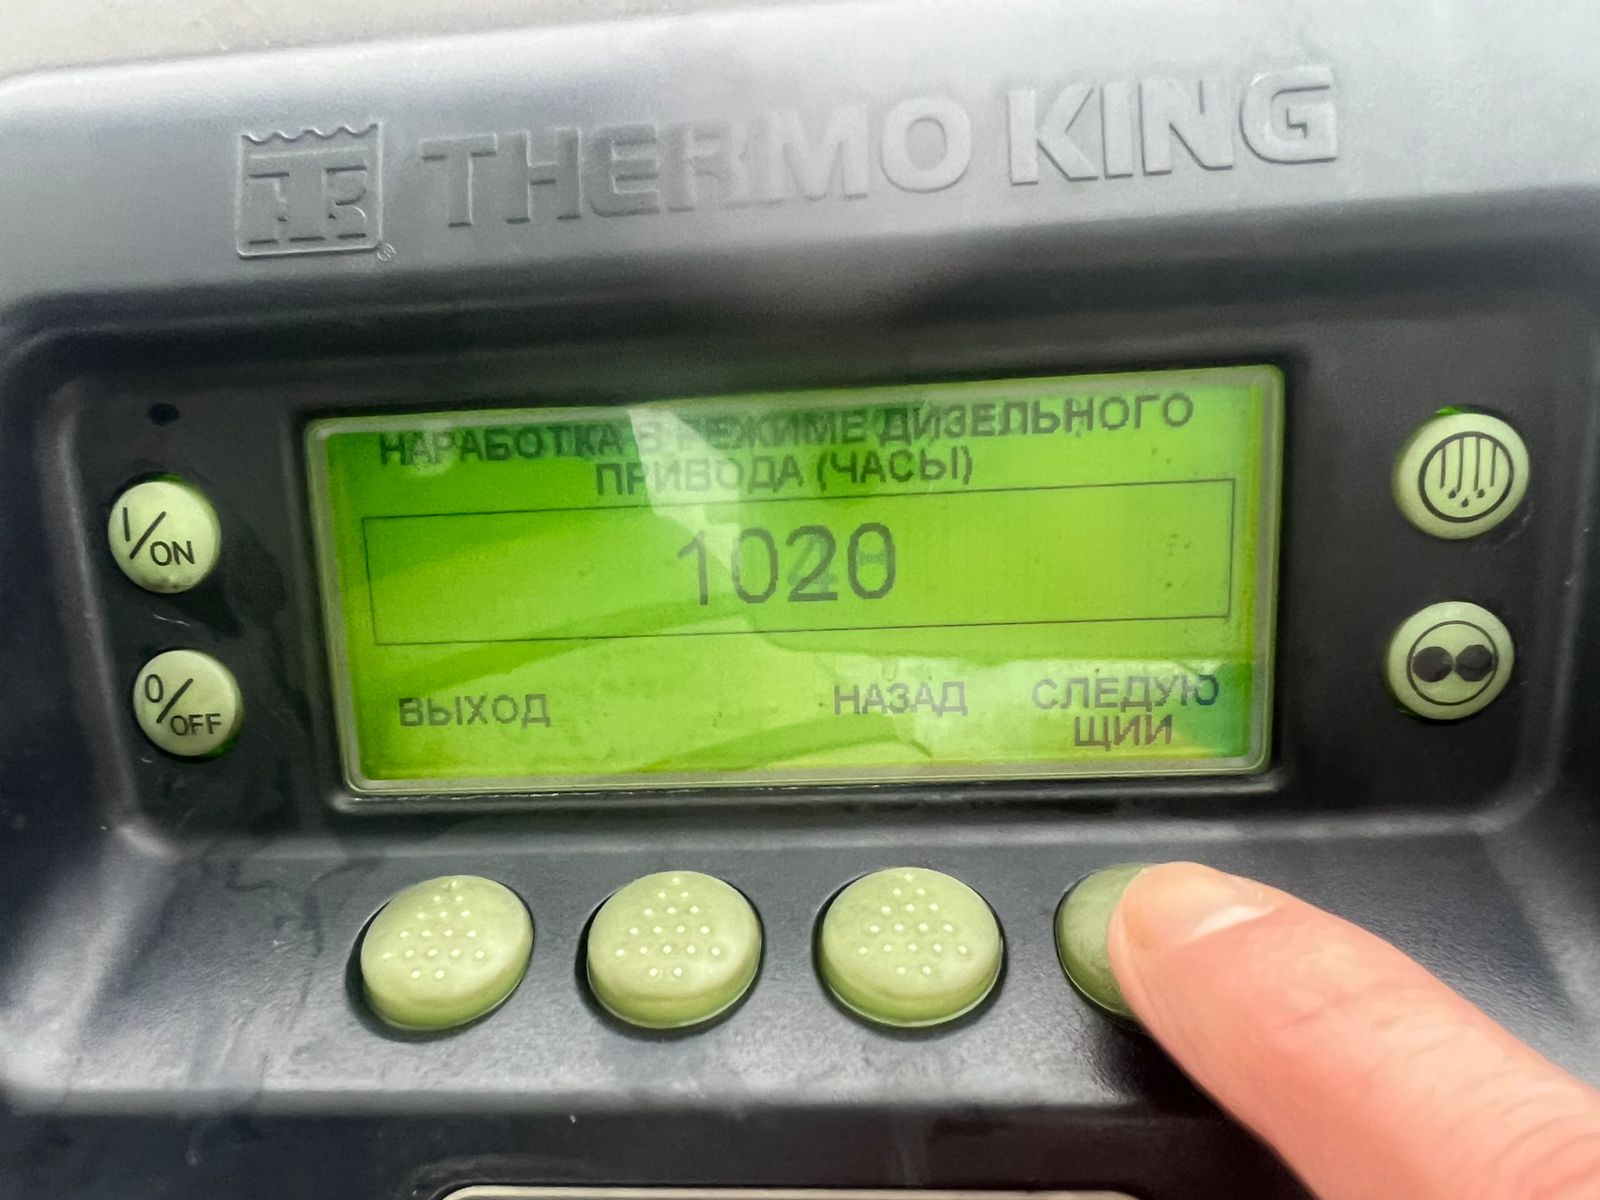 THERMO KING
®
НАРАБОТКА В РЕЖИМЕ ДИЗЕЛЬНОГО
ПРИВОДА (ЧАСЫ)
I/ON
1020
0/OFF
ВЫХОД
НАЗАД
СЛЕДУЮ
ЩИЙ